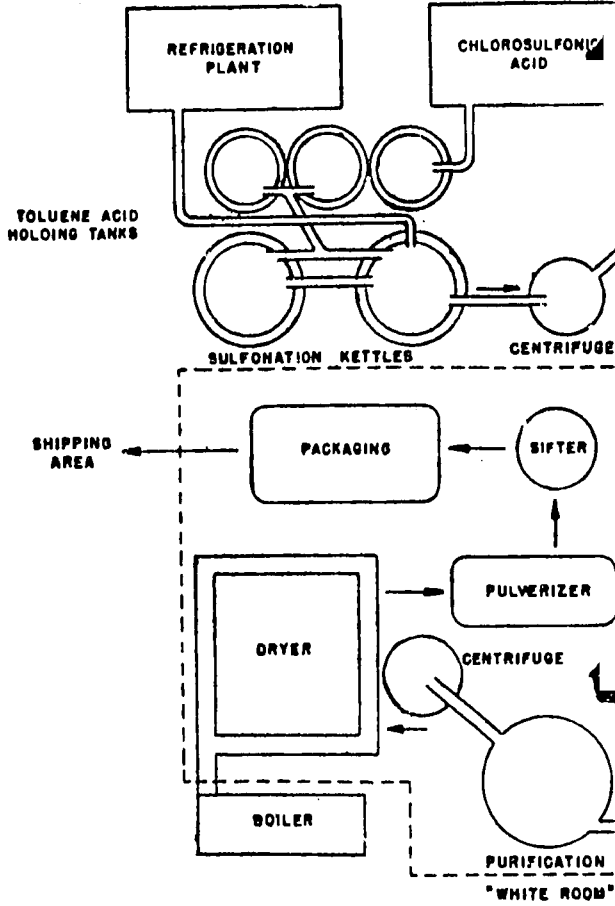 REFRIGERATION
PLANT
CHLOROSULFONIC
ACID
TOLUENE ACID
HOLDING TANKS
SULFONATION KETTLES
CENTRIFUGE
SHIPPING
AREA
PACKAGING
SIFTER
PULVERIZER
DRYER
CENTRIFUGE
BOILER
PURIFICATION
"WHITE ROOM"